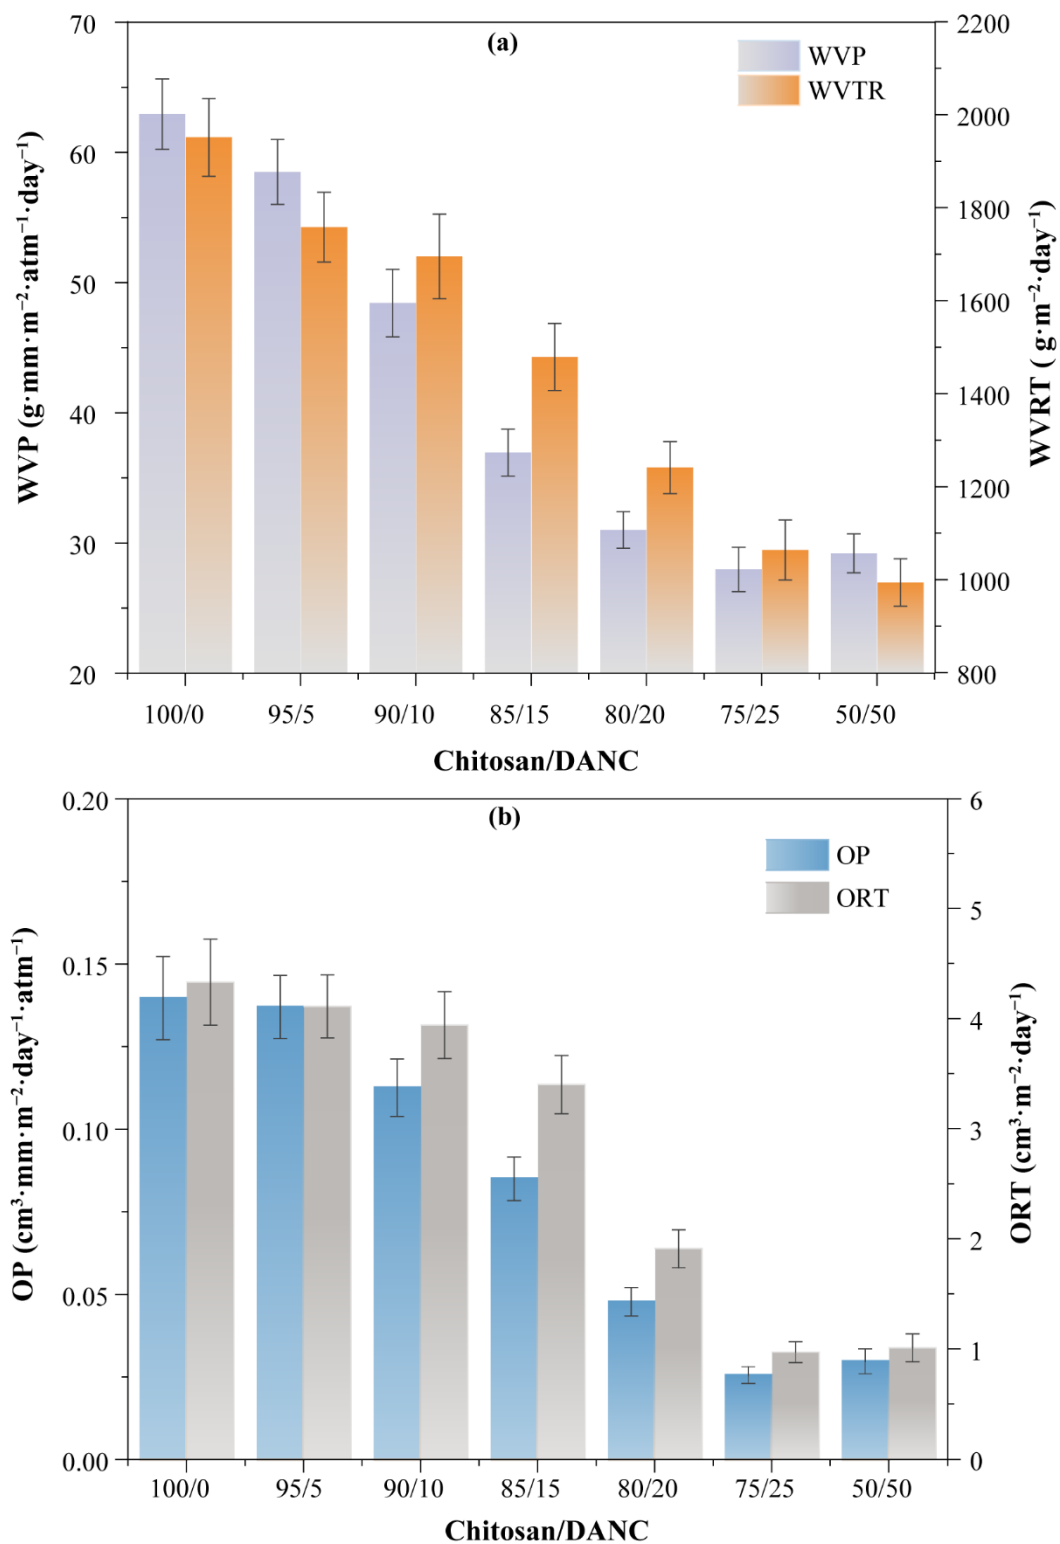 (a)
WVP
WVTR
WVP (g·mm·m⁻²·atm⁻¹·day⁻¹)
70
60
50
40
30
20
WVRT ( g·m⁻²·day⁻¹)
2200
2000
1800
1600
1400
1200
1000
800
100/0 95/5 90/10 85/15 80/20 75/25 50/50
Chitosan/DANC
(b)
OP
ORT
OP (cm³·mm·m⁻²·day⁻¹·atm⁻¹)
0.20
0.15
0.10
0.05
0.00
ORT (cm³·m⁻²·day⁻¹)
6
5
4
3
2
1
0
100/0 95/5 90/10 85/15 80/20 75/25 50/50
Chitosan/DANC